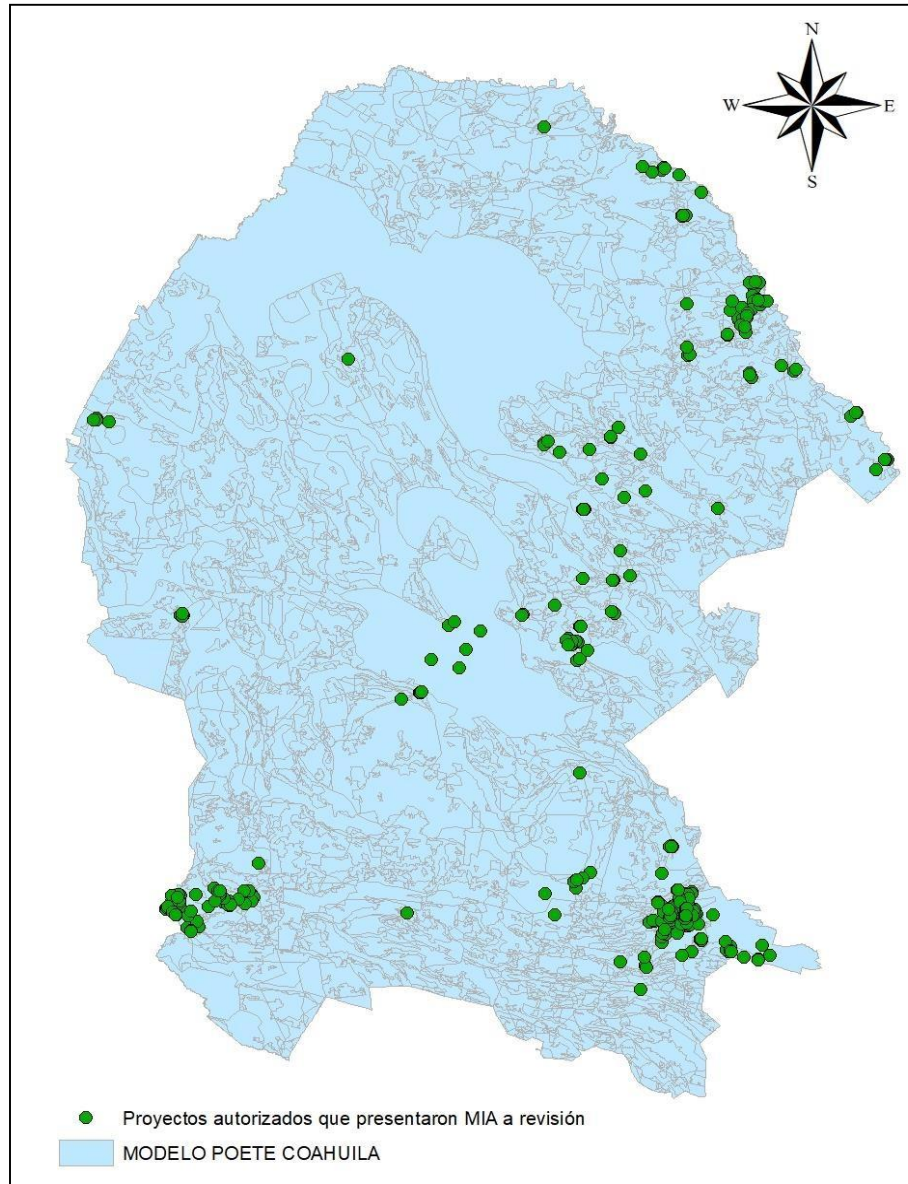 N
W E
S
Proyectos autorizados que presentaron MIA a revisión
MODELO POETE COAHUILA